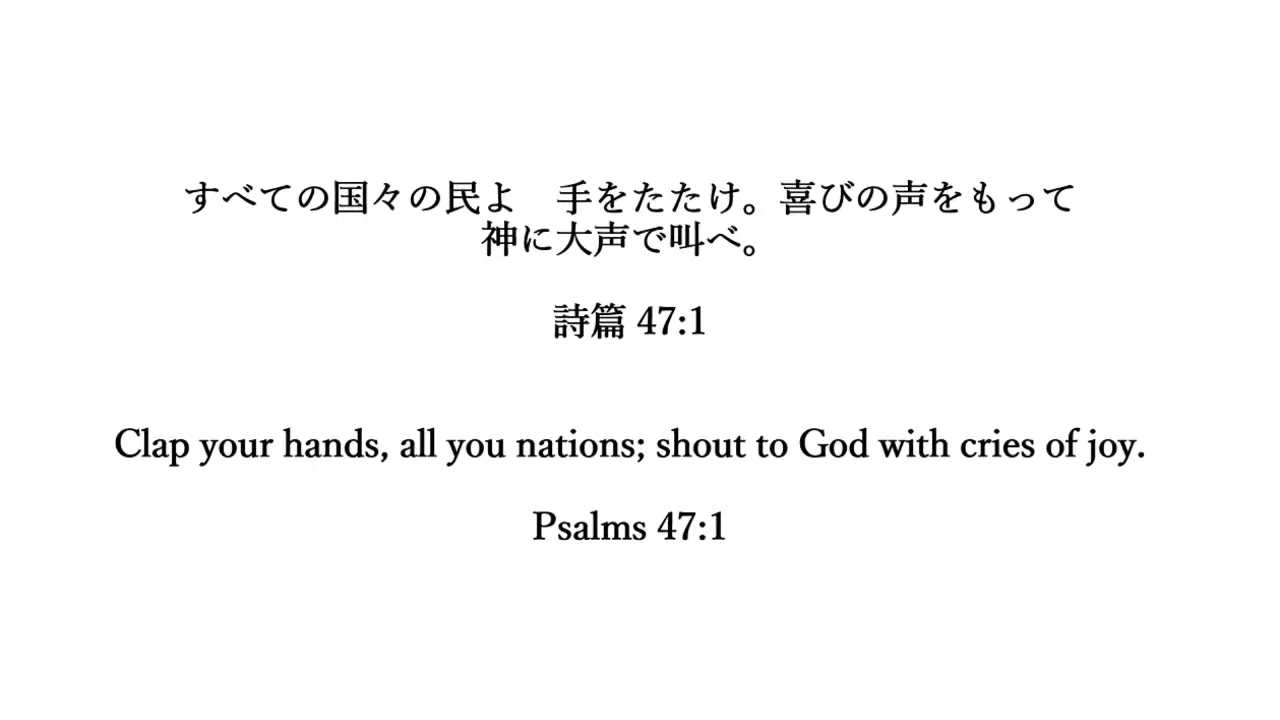 すべての国々の民よ　手をたたけ。喜びの声をもって
神に大声で叫べ。
詩篇 47:1
Clap your hands, all you nations; shout to God with cries of joy.
Psalms 47:1